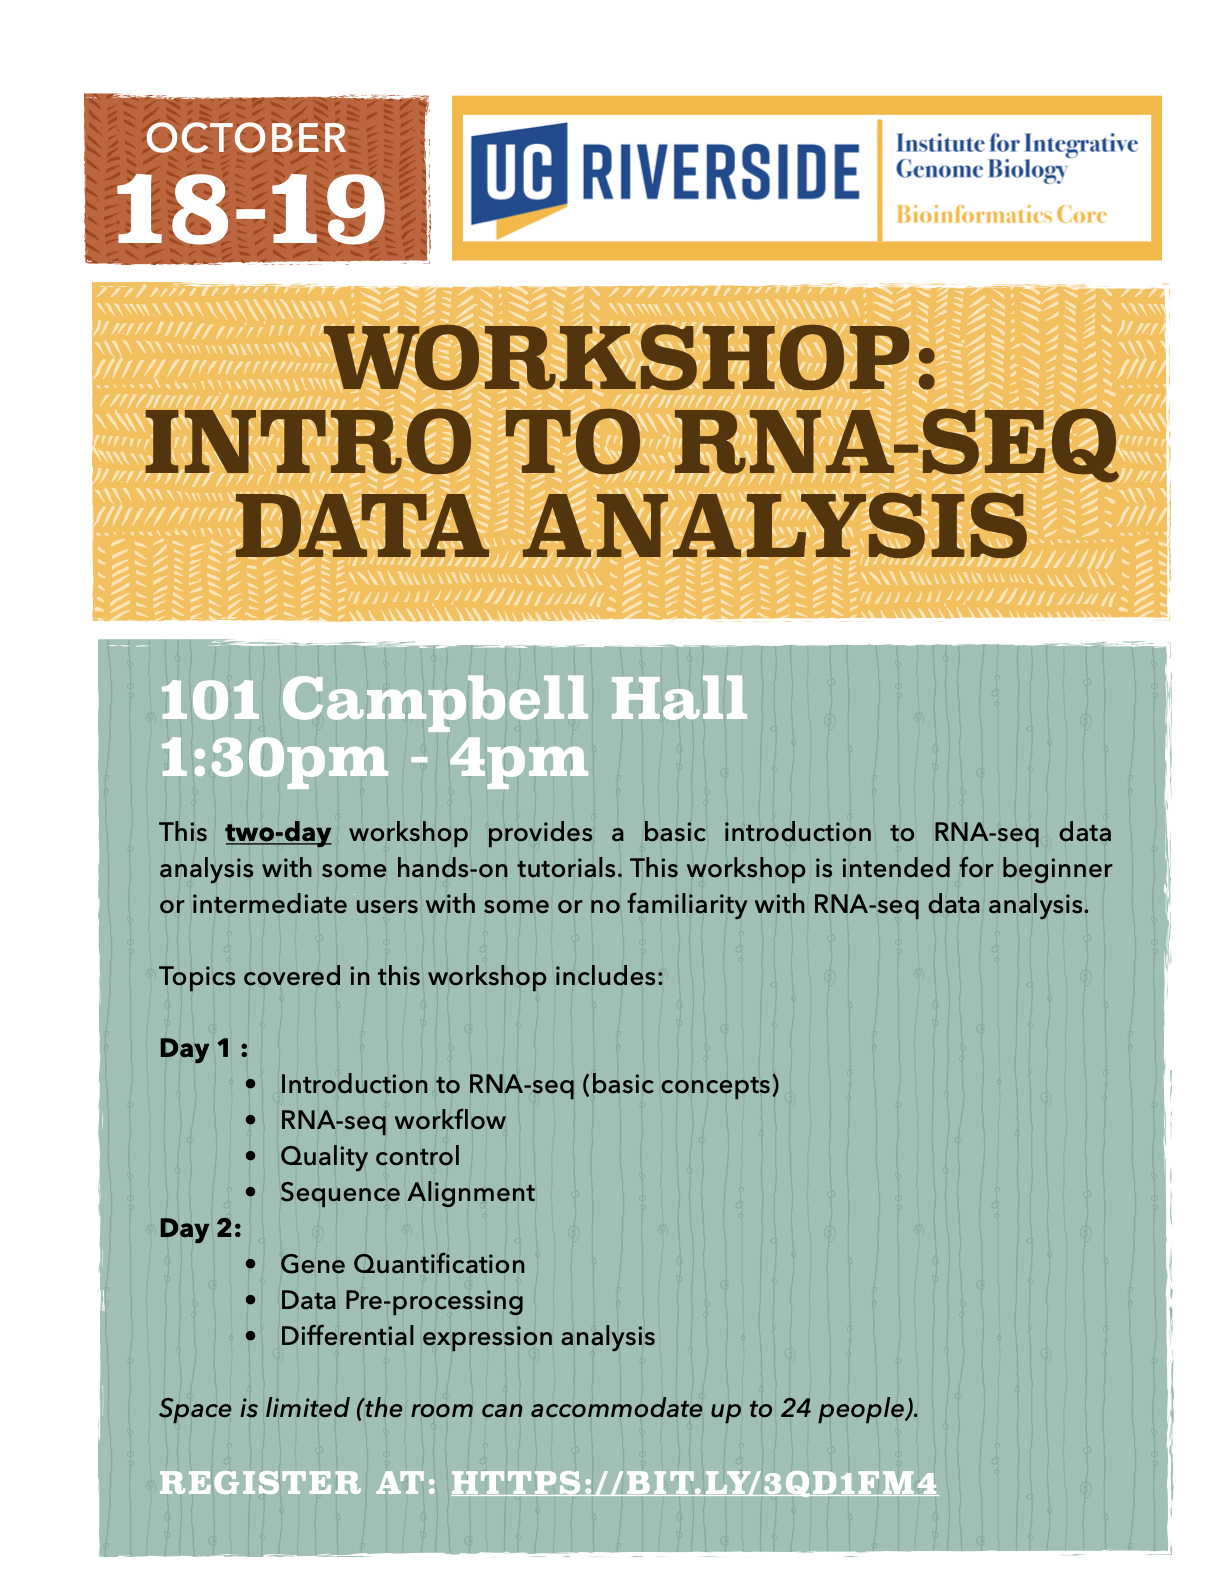 OCTOBER
18-19
UC RIVERSIDE
Institute for Integrative
Genome Biology
Bioinformatics Core
WORKSHOP:
INTRO TO RNA-SEQ
DATA ANALYSIS
101 Campbell Hall
1:30pm - 4pm
This two-day workshop provides a basic introduction to RNA-seq data
analysis with some hands-on tutorials. This workshop is intended for beginner
or intermediate users with some or no familiarity with RNA-seq data analysis.
Topics covered in this workshop includes:
Day 1 :
• Introduction to RNA-seq (basic concepts)
• RNA-seq workflow
• Quality control
• Sequence Alignment
Day 2:
• Gene Quantification
• Data Pre-processing
• Differential expression analysis
Space is limited (the room can accommodate up to 24 people).
REGISTER AT: HTTPS://BIT.LY/3QD1FM4